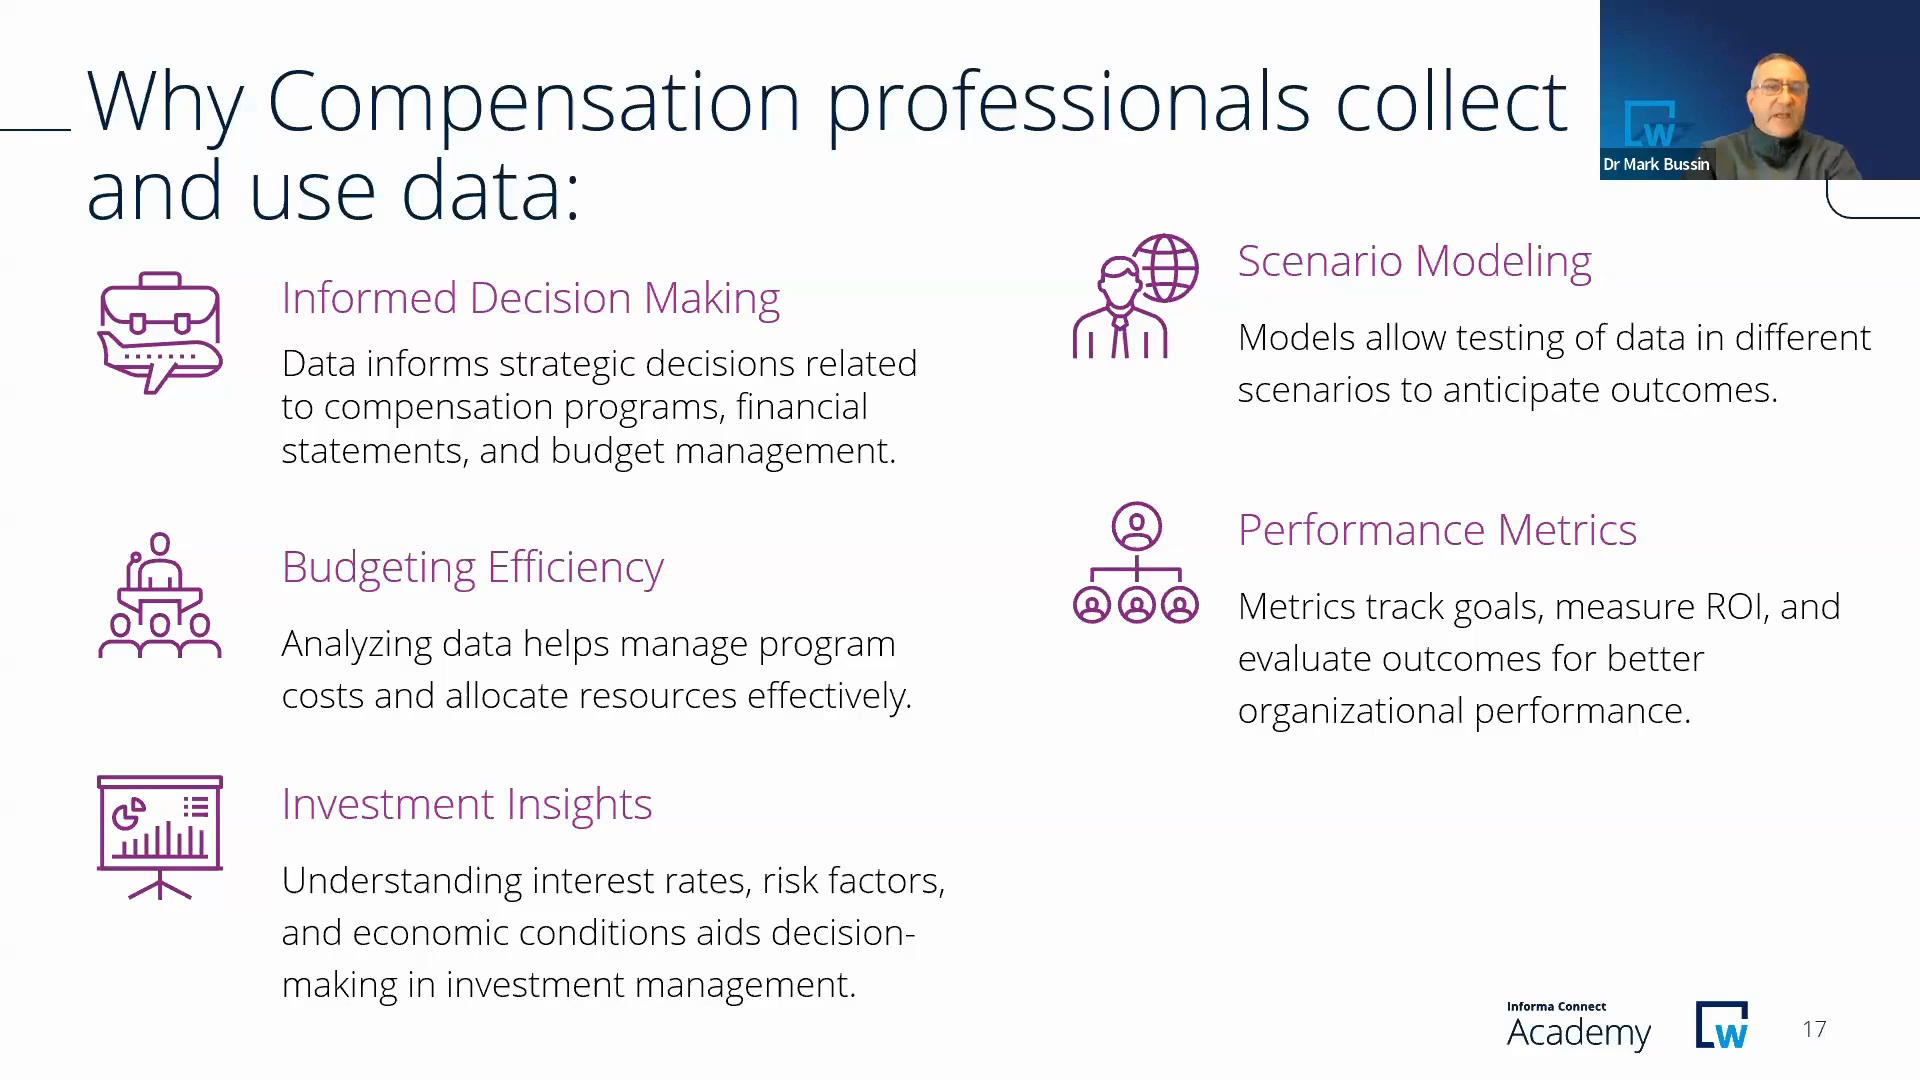 Why Compensation professionals collect
and use data:
Dr Mark Bussin
Informed Decision Making
Data informs strategic decisions related
to compensation programs, financial
statements, and budget management.
Budgeting Efficiency
Analyzing data helps manage program
costs and allocate resources effectively.
Investment Insights
Understanding interest rates, risk factors,
and economic conditions aids decision-
making in investment management.
Scenario Modeling
Models allow testing of data in different
scenarios to anticipate outcomes.
Performance Metrics
Metrics track goals, measure ROI, and
evaluate outcomes for better
organizational performance.
Informa Connect
Academy
w
17